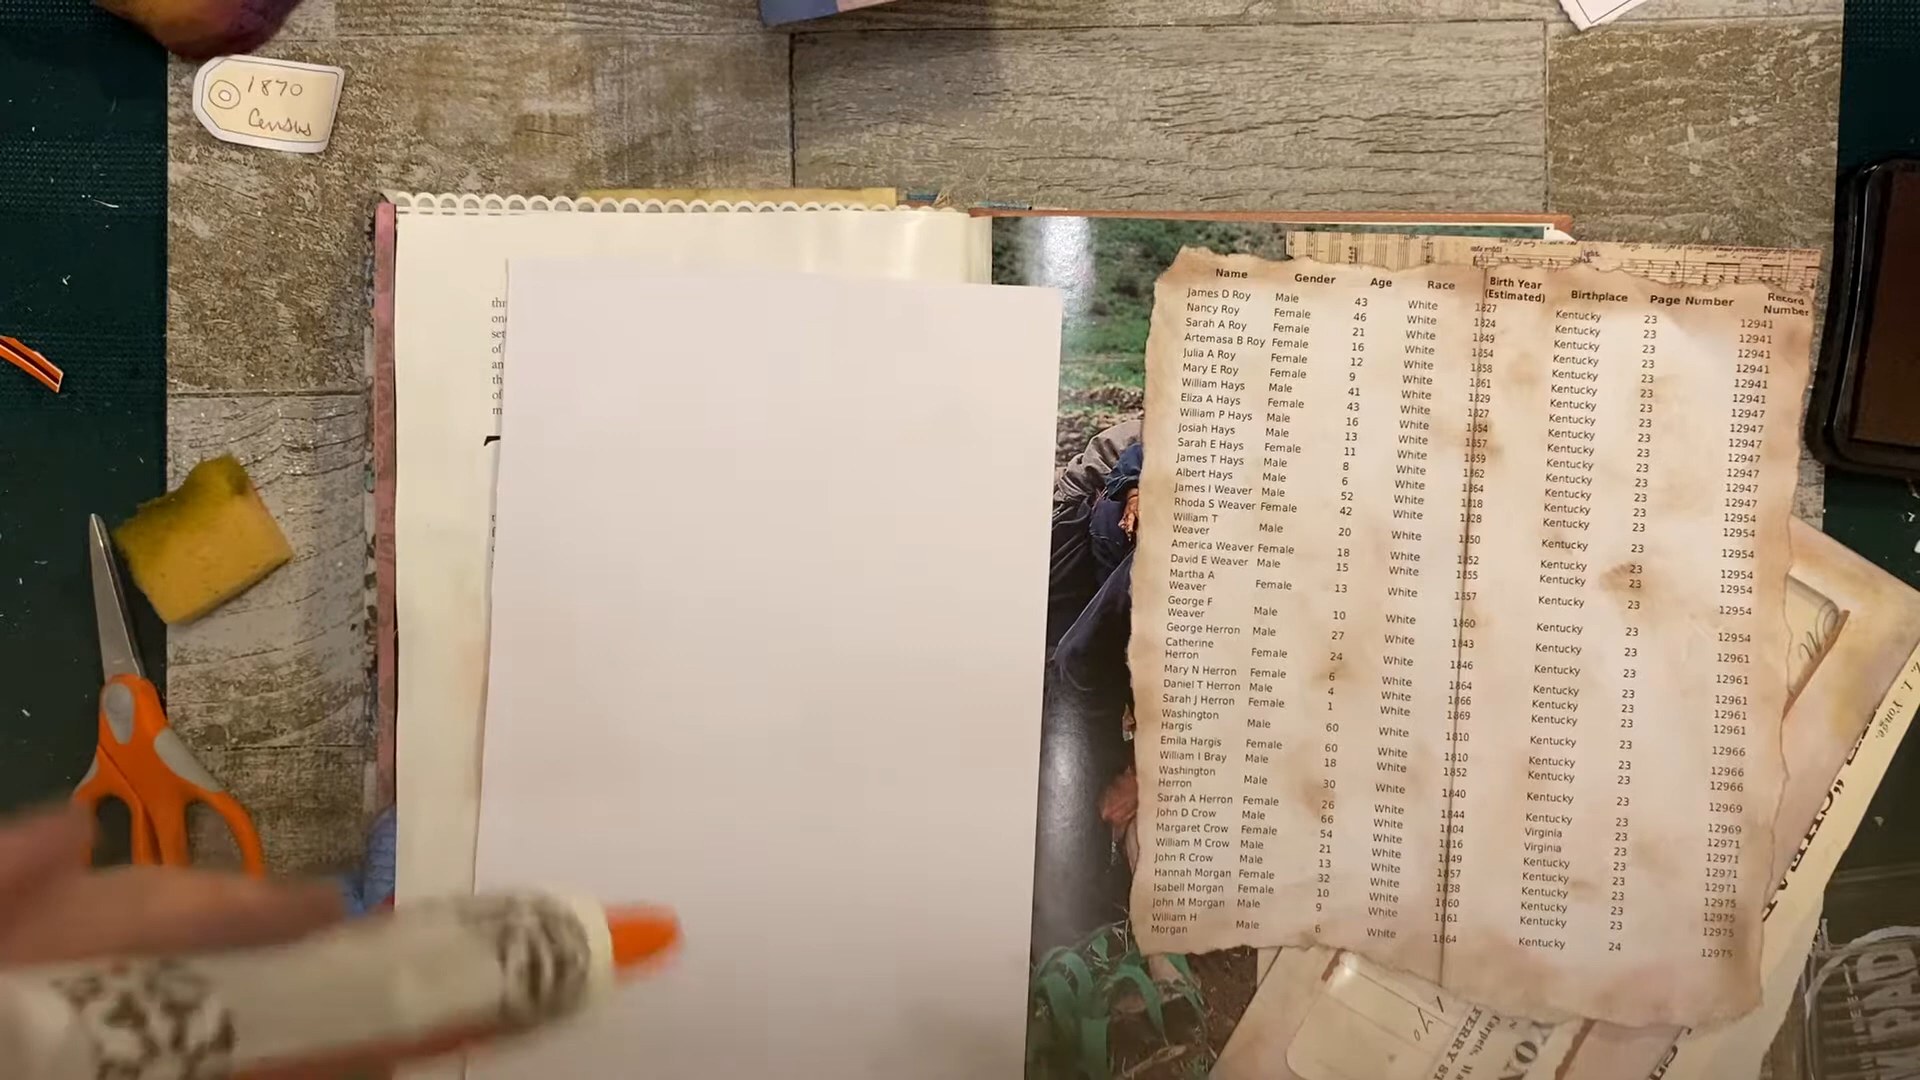 1870
Census
Name Gender Age Race Birth Year (Estimated) Birthplace Page Number Record Number
James D Roy Male 43 White 1827 Kentucky 23 12941
Nancy Roy Female 46 White 1824 Kentucky 23 12941
Sarah A Roy Female 21 White 1849 Kentucky 23 12941
Artemasa B Roy Female 16 White 1854 Kentucky 23 12941
Julia A Roy Female 12 White 1858 Kentucky 23 12941
Mary E Roy Female 9 White 1861 Kentucky 23 12941
William Hays Male 41 White 1829 Kentucky 23 12947
Eliza A Hays Female 43 White 1827 Kentucky 23 12947
William P Hays Male 16 White 1854 Kentucky 23 12947
Josiah Hays Male 13 White 1857 Kentucky 23 12947
Sarah E Hays Female 11 White 1859 Kentucky 23 12947
James T Hays Male 8 White 1862 Kentucky 23 12947
Albert Hays Male 6 White 1864 Kentucky 23 12947
James I Weaver Male 52 White 1818 Kentucky 23 12954
Rhoda S Weaver Female 42 White 1828 Kentucky 23 12954
William T Weaver Male 20 White 1850 Kentucky 23 12954
America Weaver Female 18 White 1852 Kentucky 23 12954
David E Weaver Male 15 White 1855 Kentucky 23 12954
Martha A Weaver Female 13 White 1857 Kentucky 23 12954
George F Weaver Male 10 White 1860 Kentucky 23 12954
George Herron Male 27 White 1843 Kentucky 23 12961
Catherine Herron Female 24 White 1846 Kentucky 23 12961
Mary N Herron Female 6 White 1864 Kentucky 23 12961
Daniel T Herron Male 4 White 1866 Kentucky 23 12961
Sarah J Herron Female 1 White 1869 Kentucky 23 12961
Washington Hargis Male 60 White 1810 Kentucky 23 12966
Emila Hargis Female 60 White 1810 Kentucky 23 12966
William I Bray Male 18 White 1852 Kentucky 23 12966
Washington Herron Male 30 White 1840 Kentucky 23 12969
Sarah A Herron Female 26 White 1844 Kentucky 23 12969
John D Crow Male 66 White 1804 Virginia 23 12971
Margaret Crow Female 54 White 1816 Virginia 23 12971
William M Crow Male 21 White 1849 Kentucky 23 12971
John R Crow Male 13 White 1857 Kentucky 23 12971
Hannah Morgan Female 32 White 1838 Kentucky 23 12975
Isabell Morgan Female 10 White 1860 Kentucky 23 12975
John M Morgan Male 9 White 1861 Kentucky 23 12975
William H Morgan Male 6 White 1864 Kentucky 24 12975